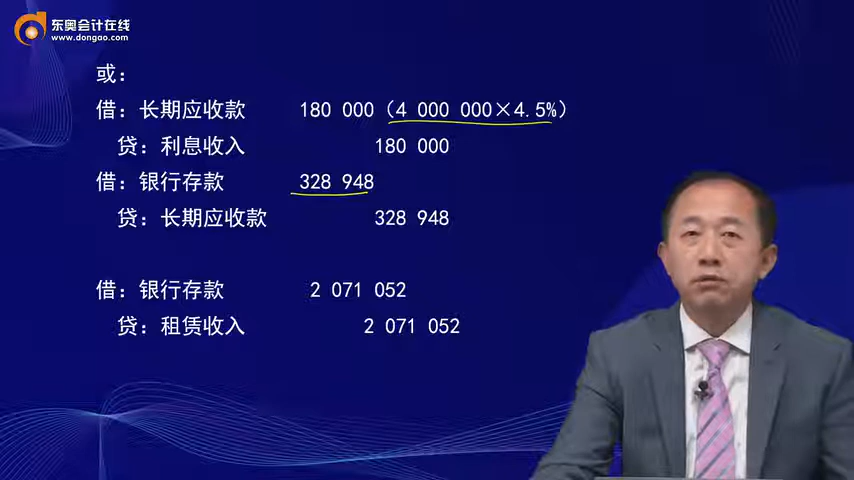 东奥会计在线
www.dongao.com
或：
借：长期应收款 180 000（4 000 000×4.5%）
贷：利息收入 180 000
借：银行存款 328 948
贷：长期应收款 328 948
借：银行存款 2 071 052
贷：租赁收入 2 071 052